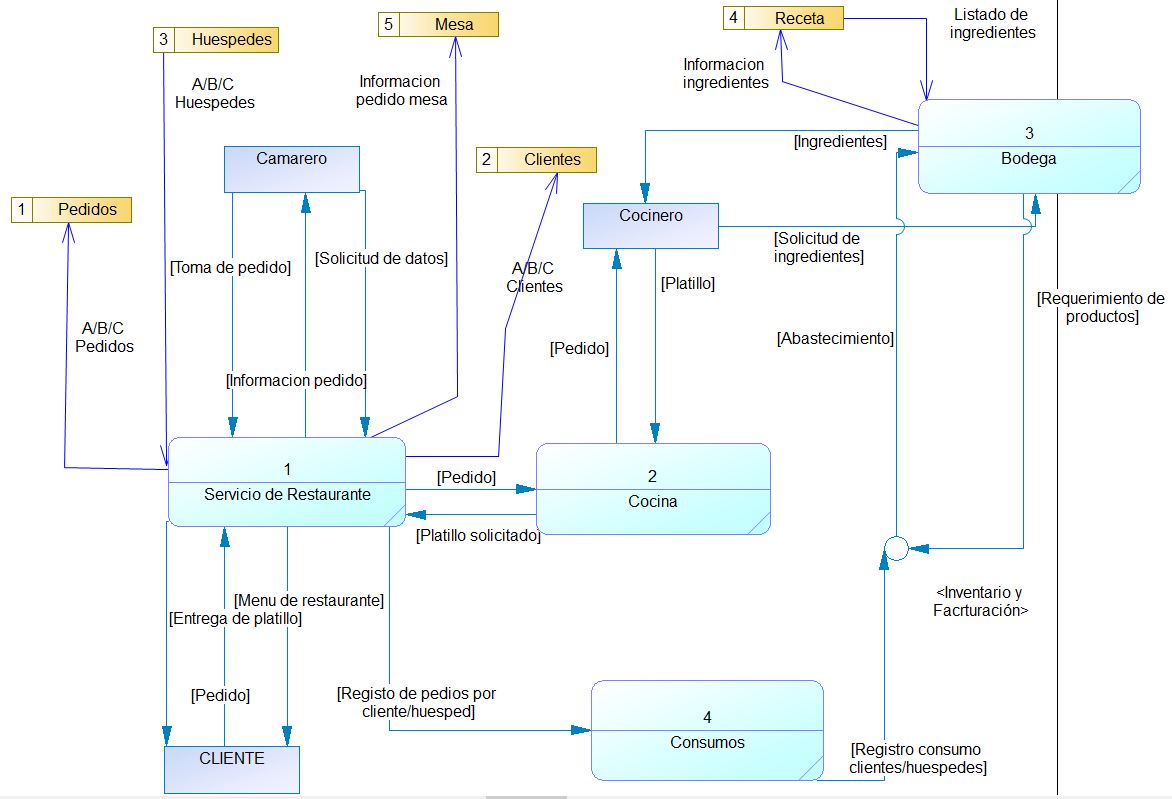 5 Mesa
4 Receta
Listado de
ingredientes
3 Huespedes
A/B/C
Huespedes
Informacion
pedido mesa
Informacion
ingredientes
3
Bodega
[Ingredientes]
Camarero
2 Clientes
1 Pedidos
Cocinero
[Solicitud de
ingredientes]
[Toma de pedido]
[Solicitud de datos]
A/B/C
Clientes
[Platillo]
[Requerimiento de
productos]
A/B/C
Pedidos
[Pedido]
[Abastecimiento]
[Informacion pedido]
1
Servicio de Restaurante
[Pedido]
2
Cocina
[Platillo solicitado]
<Inventario y
Facrturación>
[Menu de restaurante]
[Entrega de platillo]
[Pedido]
[Registo de pedios por
cliente/huesped]
4
Consumos
[Registro consumo
clientes/huespedes]
CLIENTE